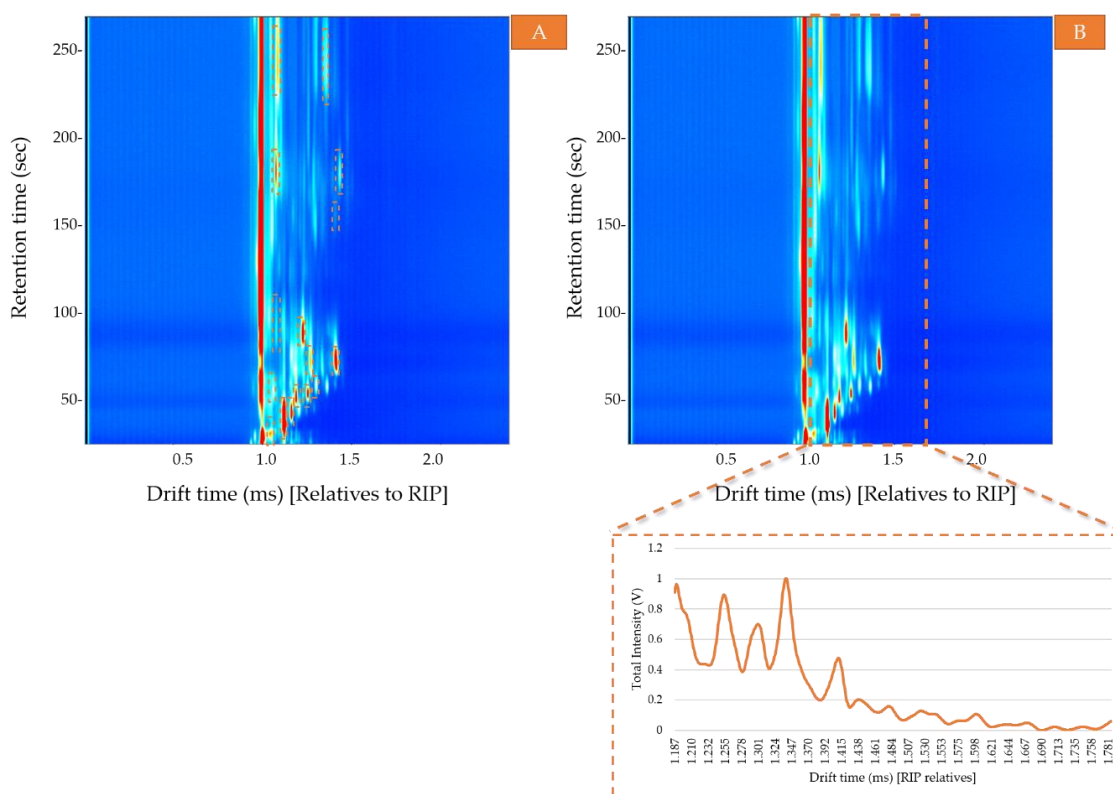 A
250-
200-
150-
100-
50-
0.5 1.0 1.5 2.0
Retention time (sec)
Drift time (ms) [Relatives to RIP]
B
250-
200-
150-
100-
50-
0.5 1.0 1.5 2.0
Retention time (sec)
Drift time (ms) [Relatives to RIP]
1.2
1
0.8
0.6
0.4
0.2
0
Total Intensity (V)
1.187 1.210 1.232 1.255 1.278 1.301 1.324 1.347 1.370 1.392 1.415 1.438 1.461 1.484 1.507 1.530 1.553 1.575 1.598 1.621 1.644 1.667 1.690 1.713 1.735 1.758 1.781
Drift time (ms) [RIP relatives]